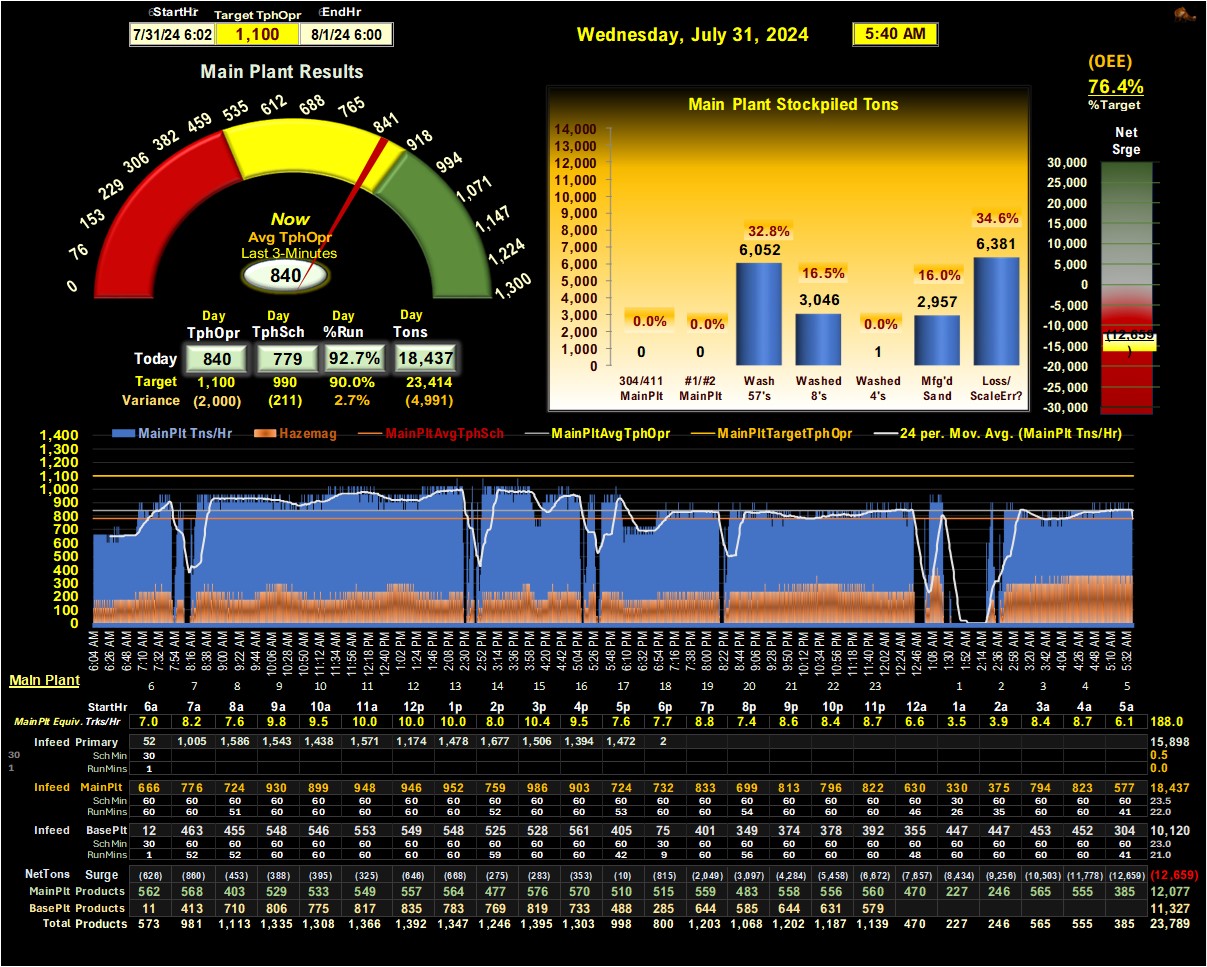 StartHr Target TphOpr EndHr
7/31/24 6:02 1,100 8/1/24 6:00
Wednesday, July 31, 2024 5:40 AM
(OEE)
76.4%
%Target
Main Plant Results
0 76 153 229 306 382 459 535 612 688 765 841 918 994 1,071 1,147 1,224 1,300
Now
Avg TphOpr
Last 3-Minutes
840
Day Day Day Day
TphOpr TphSch %Run Tons
Today 840 779 92.7% 18,437
Target 1,100 990 90.0% 23,414
Variance (2,000) (211) 2.7% (4,991)
Main Plant Stockpiled Tons
14,000
13,000
12,000
11,000
10,000
9,000
8,000
7,000
6,000
5,000
4,000
3,000
2,000
1,000
0
0.0% 0.0% 32.8% 16.5% 0.0% 16.0% 34.6%
0 0 6,052 3,046 1 2,957 6,381
304/411 #1/#2 Wash Washed Washed Mfg'd Loss/
MainPlt MainPlt 57's 8's 4's Sand ScaleErr?
Net
Srge
30,000
25,000
20,000
15,000
10,000
5,000
0
-5,000
-10,000
-15,000
-20,000
-25,000
-30,000
(12,659
)
MainPlt Tns/Hr Hazemag MainPltAvgTphSch MainPltAvgTphOpr MainPltTargetTphOpr 24 per. Mov. Avg. (MainPlt Tns/Hr)
1,400
1,300
1,200
1,100
1,000
900
800
700
600
500
400
300
200
100
0
6:04 AM 6:26 AM 6:48 AM 7:10 AM 7:32 AM 7:54 AM 8:16 AM 8:38 AM 9:00 AM 9:22 AM 9:44 AM 10:06 AM 10:28 AM 10:50 AM 11:12 AM 11:34 AM 11:56 AM 12:18 PM 12:40 PM 1:02 PM 1:24 PM 1:46 PM 2:08 PM 2:30 PM 2:52 PM 3:14 PM 3:36 PM 3:58 PM 4:20 PM 4:42 PM 5:04 PM 5:26 PM 5:48 PM 6:10 PM 6:32 PM 6:54 PM 7:16 PM 7:38 PM 8:00 PM 8:22 PM 8:44 PM 9:06 PM 9:28 PM 9:50 PM 10:12 PM 10:34 PM 10:56 PM 11:18 PM 11:40 PM 12:02 AM 12:24 AM 12:46 AM 1:08 AM 1:30 AM 1:52 AM 2:14 AM 2:36 AM 2:58 AM 3:20 AM 3:42 AM 4:04 AM 4:26 AM 4:48 AM 5:10 AM 5:32 AM
Main Plant
6 7 8 9 10 11 12 13 14 15 16 17 18 19 20 21 22 23 1 2 3 4 5
StartHr 6a 7a 8a 9a 10a 11a 12p 1p 2p 3p 4p 5p 6p 7p 8p 9p 10p 11p 12a 1a 2a 3a 4a 5a
MainPlt Equiv. Trks/Hr 7.0 8.2 7.6 9.8 9.5 10.0 10.0 10.0 8.0 10.4 9.5 7.6 7.7 8.8 7.4 8.6 8.4 8.7 6.6 3.5 3.9 8.4 8.7 6.1 188.0
Infeed Primary 52 1,005 1,586 1,543 1,438 1,571 1,174 1,478 1,677 1,506 1,394 1,472 2 15,898
30 Sch Min 30 0.5
1 RunMins 1 0.0
Infeed MainPlt 666 776 724 930 899 948 946 952 759 986 903 724 732 833 699 813 796 822 630 330 375 794 823 577 18,437
Sch Min 60 60 60 60 60 60 60 60 60 60 60 60 60 60 60 60 60 60 60 30 60 60 60 60 23.5
RunMins 60 60 51 60 60 60 60 60 52 60 60 53 60 60 54 60 60 60 46 26 35 60 60 41 22.0
Infeed BasePlt 12 463 455 548 546 553 549 548 525 528 561 405 75 401 349 374 378 392 355 447 447 453 452 304 10,120
Sch Min 30 60 60 60 60 60 60 60 60 60 60 60 30 60 60 60 60 60 60 60 60 60 60 60 23.0
RunMins 1 52 52 60 60 60 60 60 59 60 60 42 9 60 56 60 60 60 48 60 60 60 60 41 21.0
NetTons Surge (626) (860) (453) (388) (395) (325) (646) (668) (275) (283) (353) (10) (815) (2,049) (3,097) (4,284) (5,458) (6,672) (7,657) (8,434) (9,256) (10,503) (11,778) (12,659) (12,659)
MainPlt Products 562 568 403 529 533 549 557 564 477 576 570 510 515 559 483 558 556 560 470 227 246 565 555 385 12,077
BasePlt Products 11 413 710 806 775 817 835 783 769 819 733 488 285 644 585 644 631 579 11,327
Total Products 573 981 1,113 1,335 1,308 1,366 1,392 1,347 1,246 1,395 1,303 998 800 1,203 1,068 1,202 1,187 1,139 470 227 246 565 555 385 23,789